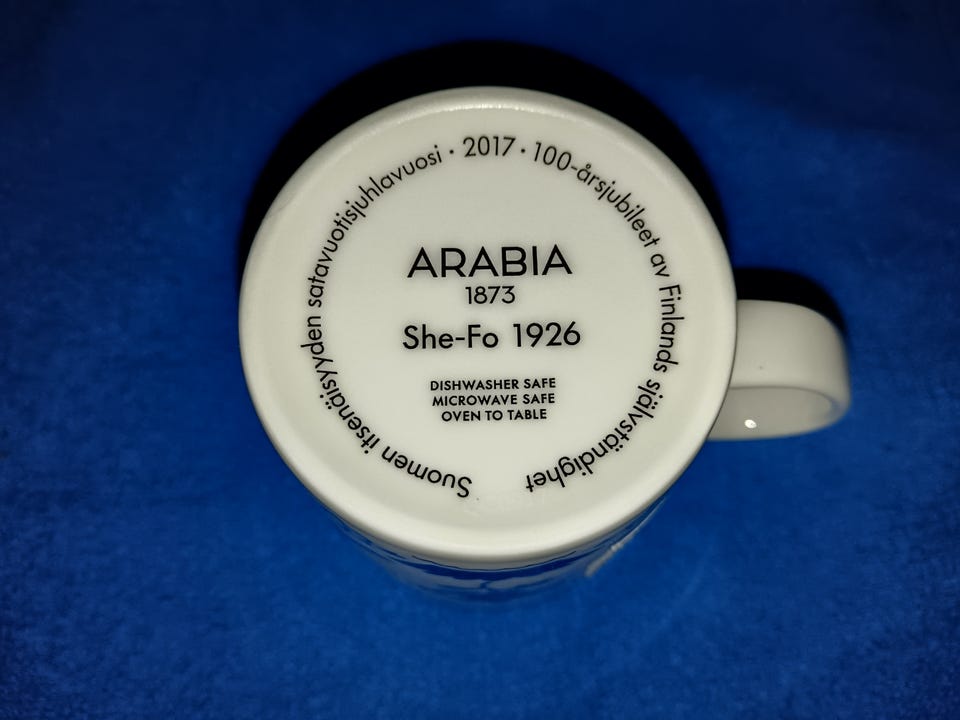 Suomen itsenäisyyden satavuotisjuhlavuosi · 2017 · 100-årsjubileet av Finlands självständighet
ARABIA
1873
She-Fo 1926
DISHWASHER SAFE
MICROWAVE SAFE
OVEN TO TABLE